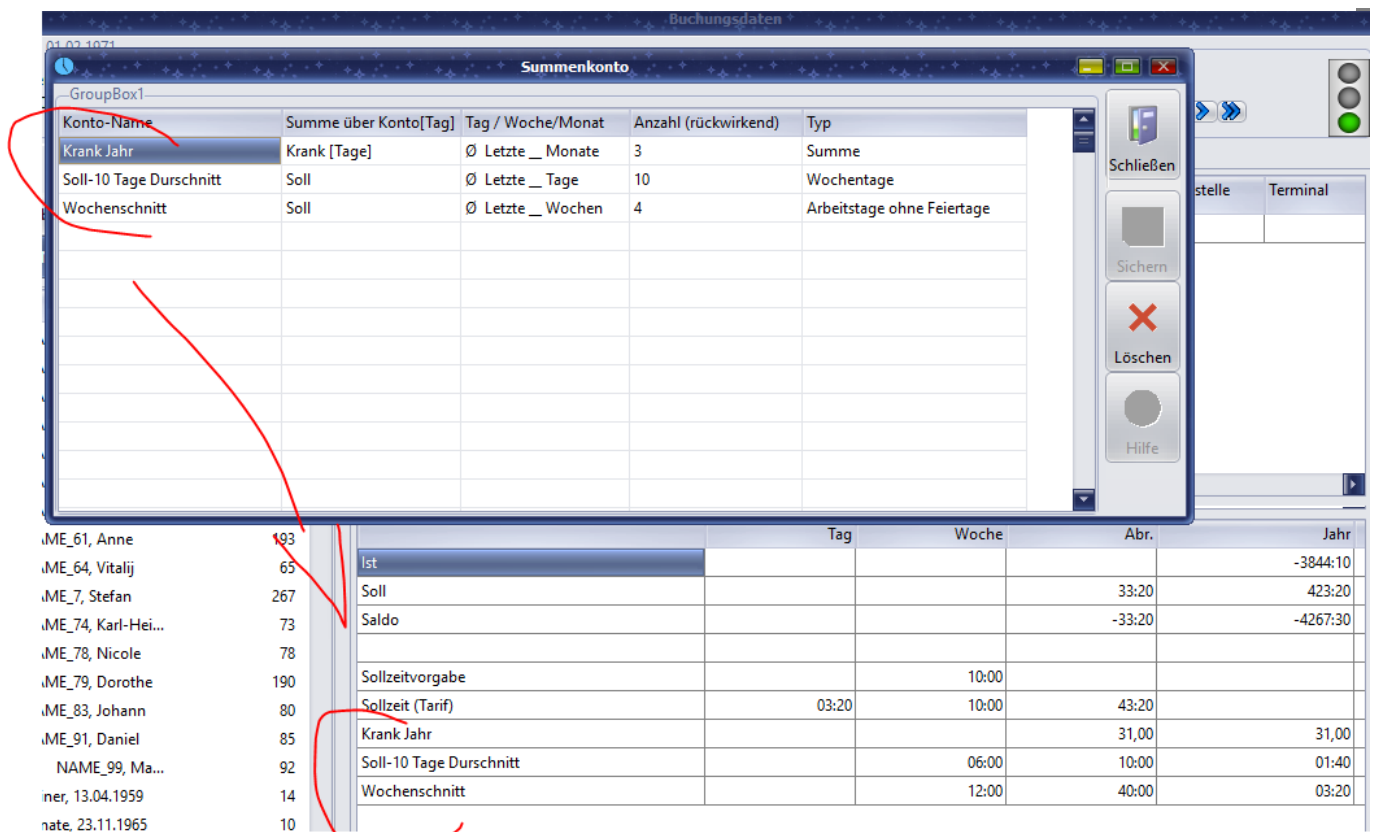 Buchungsdaten
01.02.1971
Summenkonto
GroupBox1
Konto-Name Summe über Konto[Tag] Tag / Woche/Monat Anzahl (rückwirkend) Typ
Krank Jahr Krank [Tage] Ø Letzte __ Monate 3 Summe
Soll-10 Tage Durschnitt Soll Ø Letzte __ Tage 10 Wochentage
Wochenschnitt Soll Ø Letzte __ Wochen 4 Arbeitstage ohne Feiertage
Schließen
Sichern
Löschen
Hilfe
stelle Terminal
AME_61, Anne 193
AME_64, Vitalij 65
AME_7, Stefan 267
AME_74, Karl-Hei... 73
AME_78, Nicole 78
AME_79, Dorothe 190
AME_83, Johann 80
AME_91, Daniel 85
NAME_99, Ma... 92
iner, 13.04.1959 14
nate, 23.11.1965 10
Tag Woche Abr. Jahr
Ist -3844:10
Soll 33:20 423:20
Saldo -33:20 -4267:30
Sollzeitvorgabe 10:00
Sollzeit (Tarif) 03:20 10:00 43:20
Krank Jahr 31,00 31,00
Soll-10 Tage Durschnitt 06:00 10:00 01:40
Wochenschnitt 12:00 40:00 03:20